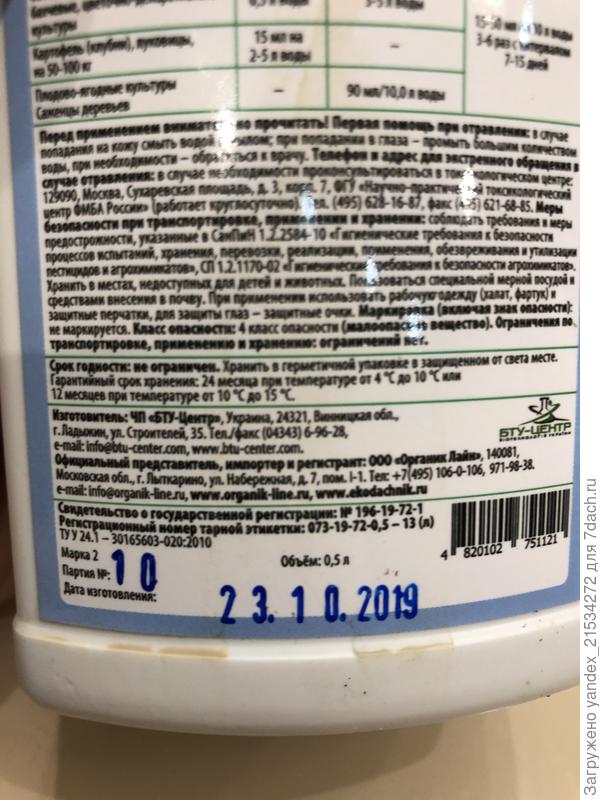 Бахчевые, цветочно-декоративные культуры
0,5 л воды
3-5 л воды
15-50 мл на 10 л воды
3-6 раз с интервалом
7-15 дней
Картофель (клубни), луковицы,
на 50-100 кг
15 мл на
2-5 л воды
–
Плодово-ягодные культуры
Саженцы деревьев
–
90 мл/10,0 л воды
Перед применением внимательно прочитать! Первая помощь при отравлении: в случае
попадания на кожу смыть водой с мылом; при попадании в глаза – промыть большим количеством
воды, при необходимости – обратиться к врачу. Телефон и адрес для экстренного обращения в
случае отравления: в случае необходимости проконсультироваться в токсикологическом центре:
129090, Москва, Сухаревская площадь, д. 3, корп. 7, ФГУ «Научно-практический токсикологический
центр ФМБА России» (работает круглосуточно). Тел. (495) 628-16-87, факс (495) 621-68-85. Меры
безопасности при транспортировке, применении и хранении: соблюдать требования и меры
предосторожности, указанные в СанПиН 1.2.2584-10 «Гигиенические требования к безопасности
процессов испытаний, хранения, перевозки, реализации, применения, обезвреживания и утилизации
пестицидов и агрохимикатов», СП 1.2.1170-02 «Гигиенические требования к безопасности агрохимикатов».
Хранить в местах, недоступных для детей и животных. Пользоваться специальной мерной посудой и
средствами внесения в почву. При применении использовать рабочую одежду (халат, фартук) и
защитные перчатки, для защиты глаз – защитные очки. Маркировка (включая знак опасности):
не маркируется. Класс опасности: 4 класс опасности (малоопасное вещество). Ограничения по
транспортировке, применению и хранению: ограничений нет.
Срок годности: не ограничен. Хранить в герметичной упаковке в защищенном от света месте.
Гарантийный срок хранения: 24 месяца при температуре от 4 °С до 10 °С или
12 месяцев при температуре от 10 °С до 15 °С.
Изготовитель: ЧП «БТУ-Центр», Украина, 24321, Винницкая обл.,
г. Ладыжин, ул. Строителей, 35. Тел./факс (04343) 6-96-28,
e-mail: info@btu-center.com, www.btu-center.com.
БТУ-ЦЕНТР
Официальный представитель, импортер и регистрант: ООО «Органик Лайн», 140081,
Московская обл., г. Лыткарино, ул. Набережная, д. 7, пом. I-1. Тел: +7(495) 106-0-106, 971-98-38.
e-mail: info@organik-line.ru, www.organik-line.ru, www.ekodachnik.ru
Свидетельство о государственной регистрации: № 196-19-72-1
Регистрационный номер тарной этикетки: 073-19-72-0,5 – 13 (л)
ТУ У 24.1 – 30165603-020:2010
Марка 2
Объём: 0,5 л
Партия №: 10
Дата изготовления: 23.10.2019
4 820102 751121
Загружено yandex_21534272 для 7dach.ru